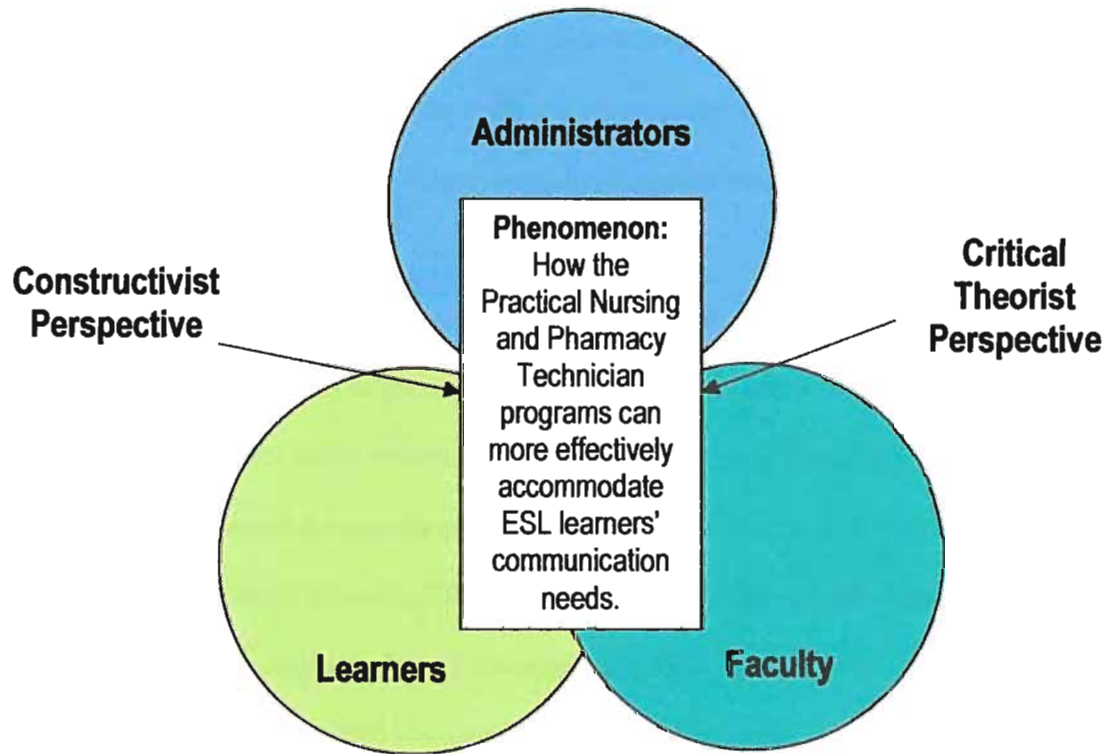 Administrators
Phenomenon:
How the
Practical Nursing
and Pharmacy
Technician
programs can
more effectively
accommodate
ESL learners'
communication
needs.
Constructivist
Perspective
Critical
Theorist
Perspective
Learners
Faculty